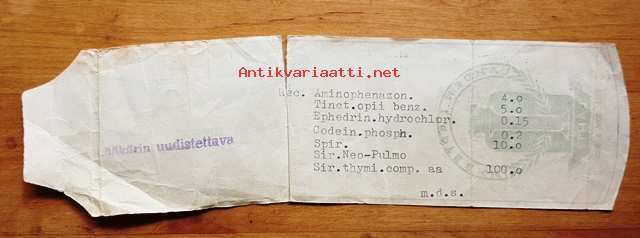 Antikvariaatti.net
Rec. Aminophenazon. 4.o
Tinct.opii benz. 5.o
Ephedrin.hydrochlor. 0.15
Codein.phosph. 0.2
Spir. 10.o
Sir.Neo-Pulmo
Sir.thymi.comp. aa 100.o
m.d.s.
uudistettava